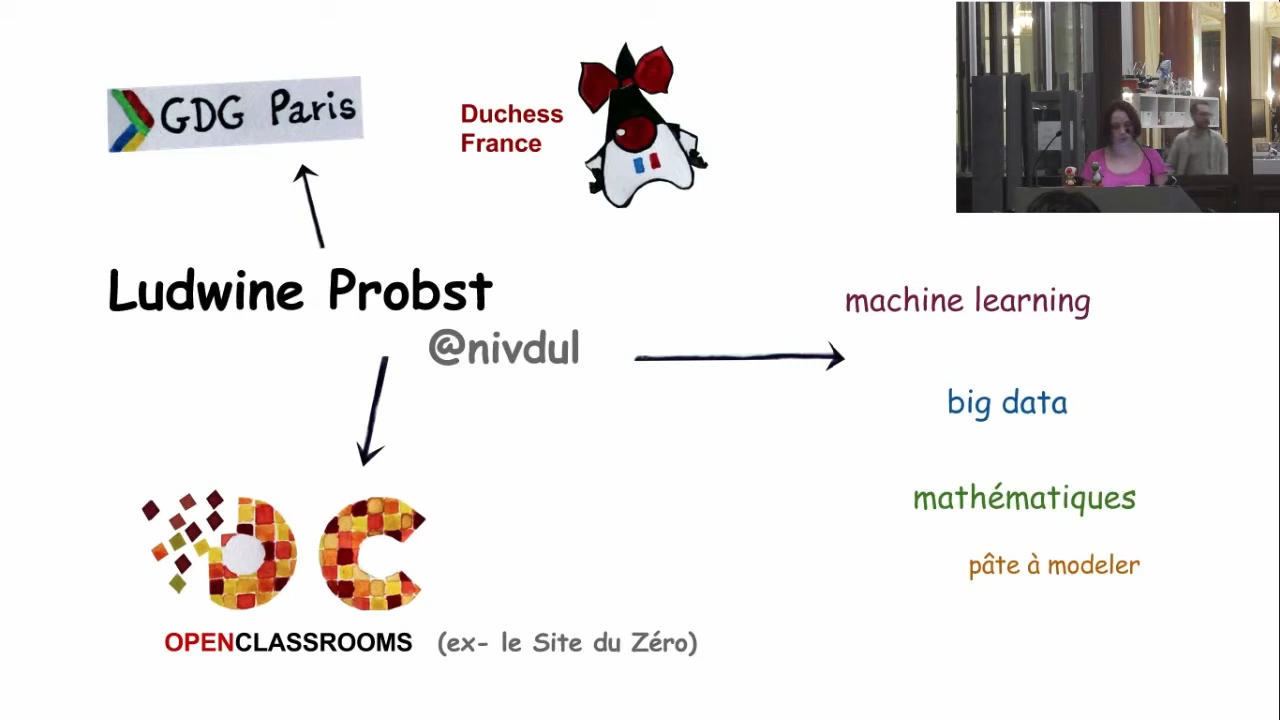 GDG Paris
Duchess
France
Ludwine Probst
@nivdul
machine learning
big data
mathématiques
pâte à modeler
OC
OPENCLASSROOMS (ex- le Site du Zéro)